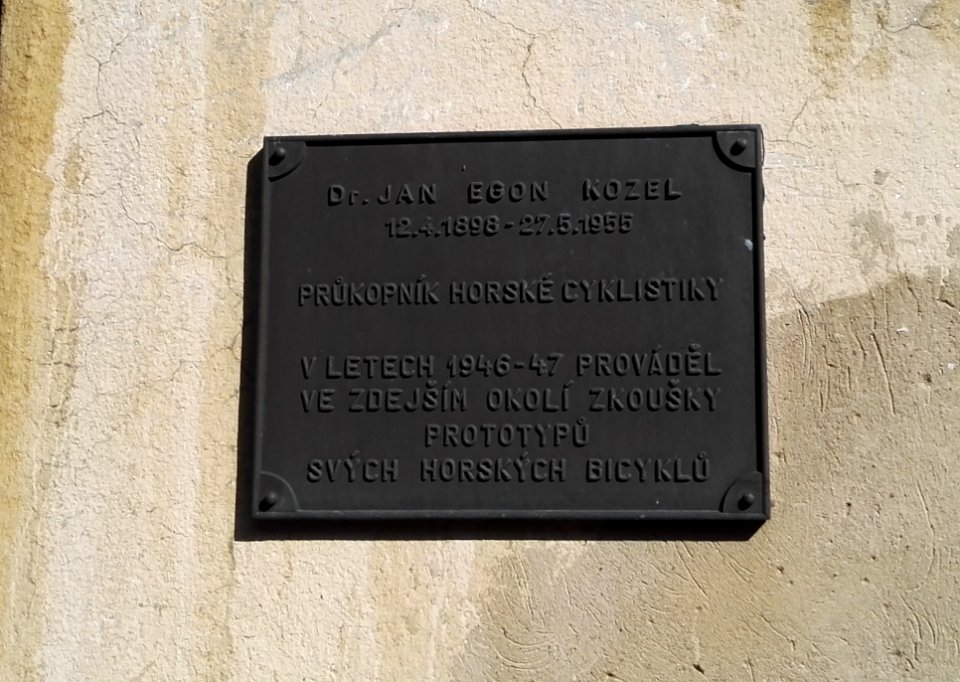 Dr. JAN EGON KOZEL
12.4.1898 - 27.5.1955
PRŮKOPNÍK HORSKÉ CYKLISTIKY
V LETECH 1946-47 PROVÁDĚL
VE ZDEJŠÍM OKOLÍ ZKOUŠKY
PROTOTYPŮ
SVÝCH HORSKÝCH BICYKLŮ